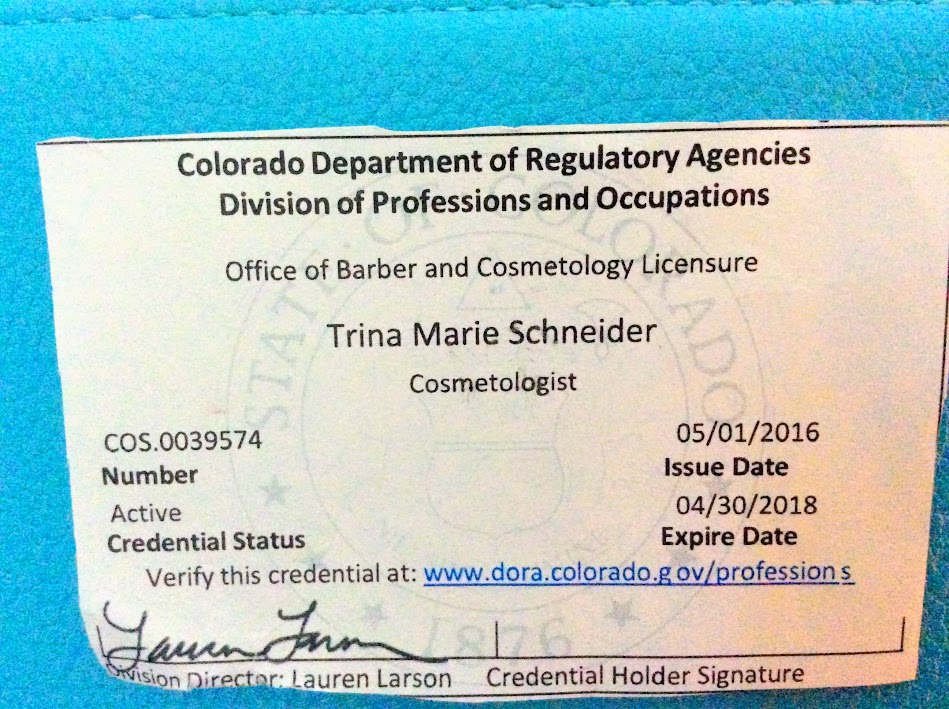 Colorado Department of Regulatory Agencies
Division of Professions and Occupations
Office of Barber and Cosmetology Licensure
Trina Marie Schneider
Cosmetologist
COS.0039574
Number
05/01/2016
Issue Date
Active
Credential Status
04/30/2018
Expire Date
Verify this credential at: www.dora.colorado.gov/professions
Lauren Larson
Division Director: Lauren Larson
Credential Holder Signature
STATE OF COLORADO
1876